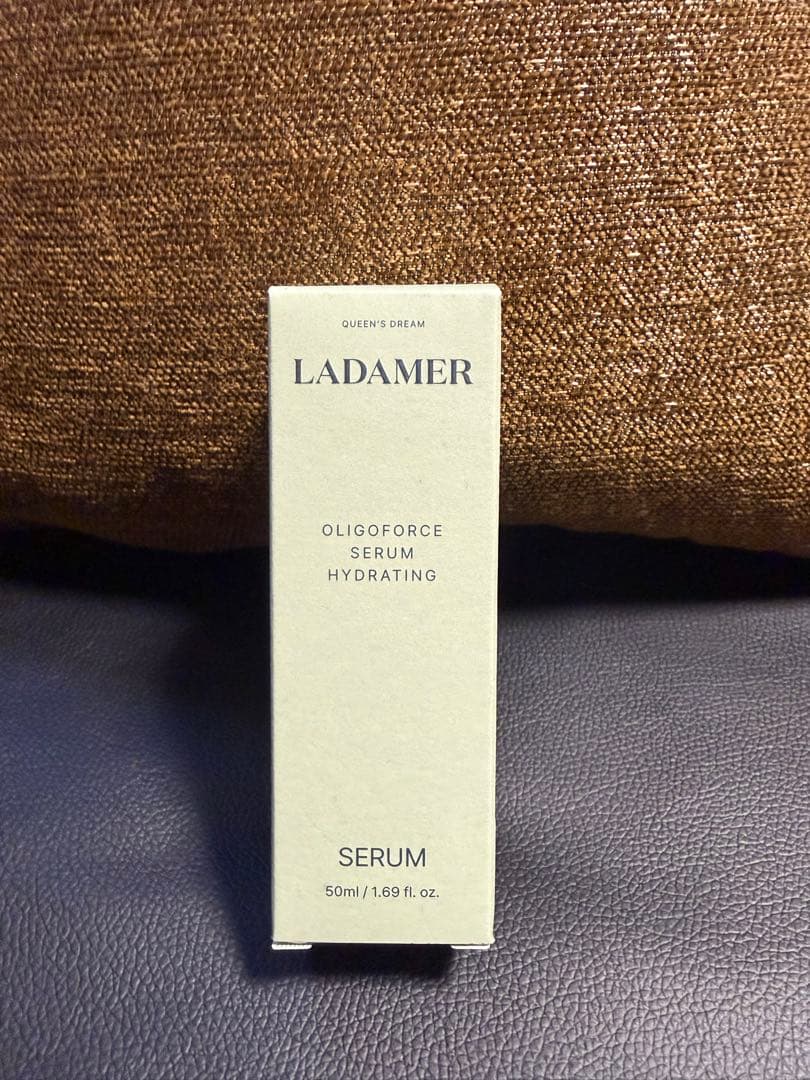 QUEEN'S DREAM
LADAMER
OLIGOFORCE
SERUM
HYDRATING
SERUM
50ml / 1.69 fl. oz.